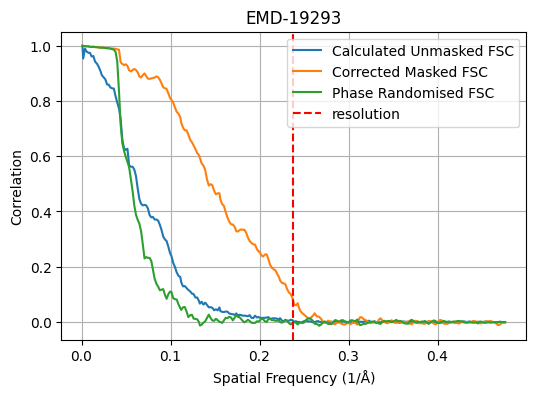 EMD-19293
Calculated Unmasked FSC
Corrected Masked FSC
Phase Randomised FSC
resolution
Correlation
1.0
0.8
0.6
0.4
0.2
0.0
0.0 0.1 0.2 0.3 0.4
Spatial Frequency (1/Å)